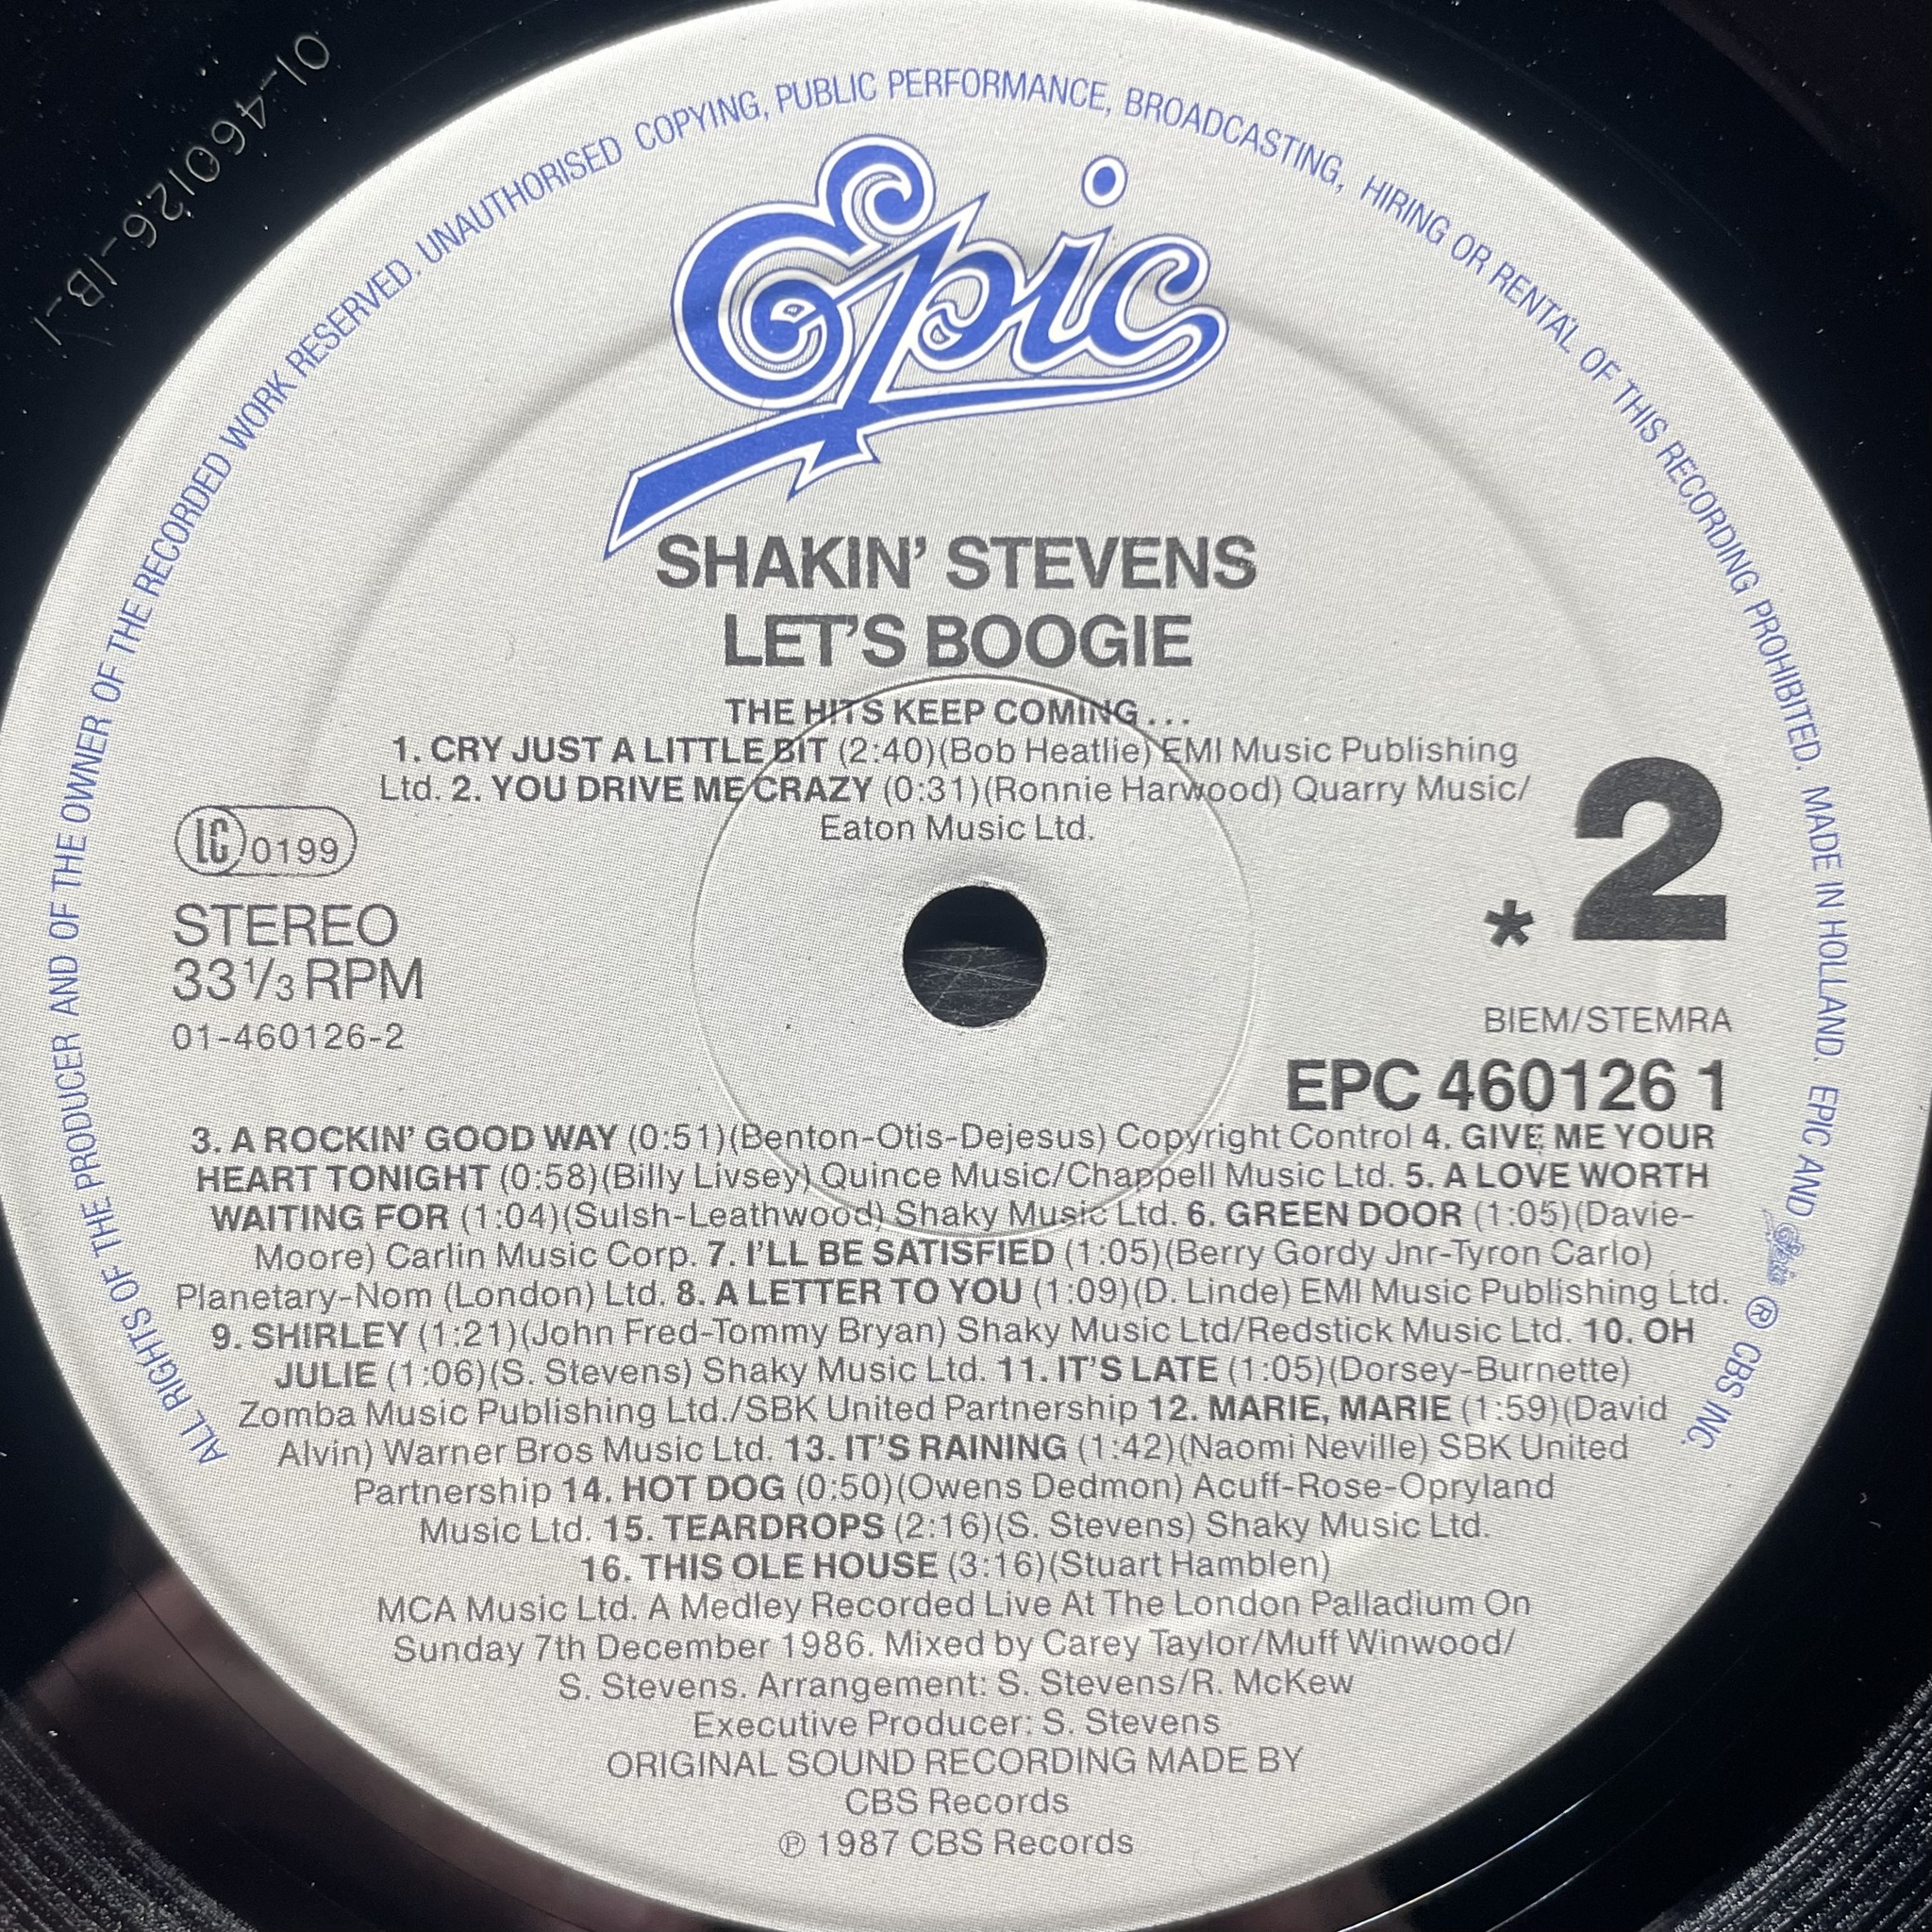 01-460126-1B-1
ALL RIGHTS OF THE PRODUCER AND OF THE OWNER OF THE RECORDED WORK RESERVED. UNAUTHORISED COPYING, PUBLIC PERFORMANCE, BROADCASTING, HIRING OR RENTAL OF THIS RECORDING PROHIBITED. MADE IN HOLLAND. EPIC AND Epic ® CBS INC.
Epic
SHAKIN' STEVENS
LET'S BOOGIE
THE HITS KEEP COMING...
1. CRY JUST A LITTLE BIT (2:40)(Bob Heatlie) EMI Music Publishing
Ltd. 2. YOU DRIVE ME CRAZY (0:31)(Ronnie Harwood) Quarry Music/
Eaton Music Ltd.
LC 0199
STEREO
33 1/3 RPM
01-460126-2
* 2
BIEM/STEMRA
EPC 460126 1
3. A ROCKIN' GOOD WAY (0:51)(Benton-Otis-Dejesus) Copyright Control 4. GIVE ME YOUR
HEART TONIGHT (0:58)(Billy Livsey) Quince Music/Chappell Music Ltd. 5. A LOVE WORTH
WAITING FOR (1:04)(Sulsh-Leathwood) Shaky Music Ltd. 6. GREEN DOOR (1:05)(Davie-
Moore) Carlin Music Corp. 7. I'LL BE SATISFIED (1:05)(Berry Gordy Jnr-Tyron Carlo)
Planetary-Nom (London) Ltd. 8. A LETTER TO YOU (1:09)(D. Linde) EMI Music Publishing Ltd.
9. SHIRLEY (1:21)(John Fred-Tommy Bryan) Shaky Music Ltd/Redstick Music Ltd. 10. OH
JULIE (1:06)(S. Stevens) Shaky Music Ltd. 11. IT'S LATE (1:05)(Dorsey-Burnette)
Zomba Music Publishing Ltd./SBK United Partnership 12. MARIE, MARIE (1:59)(David
Alvin) Warner Bros Music Ltd. 13. IT'S RAINING (1:42)(Naomi Neville) SBK United
Partnership 14. HOT DOG (0:50)(Owens Dedmon) Acuff-Rose-Opryland
Music Ltd. 15. TEARDROPS (2:16)(S. Stevens) Shaky Music Ltd.
16. THIS OLE HOUSE (3:16)(Stuart Hamblen)
MCA Music Ltd. A Medley Recorded Live At The London Palladium On
Sunday 7th December 1986. Mixed by Carey Taylor/Muff Winwood/
S. Stevens. Arrangement: S. Stevens/R. McKew
Executive Producer: S. Stevens
ORIGINAL SOUND RECORDING MADE BY
CBS Records
℗ 1987 CBS Records